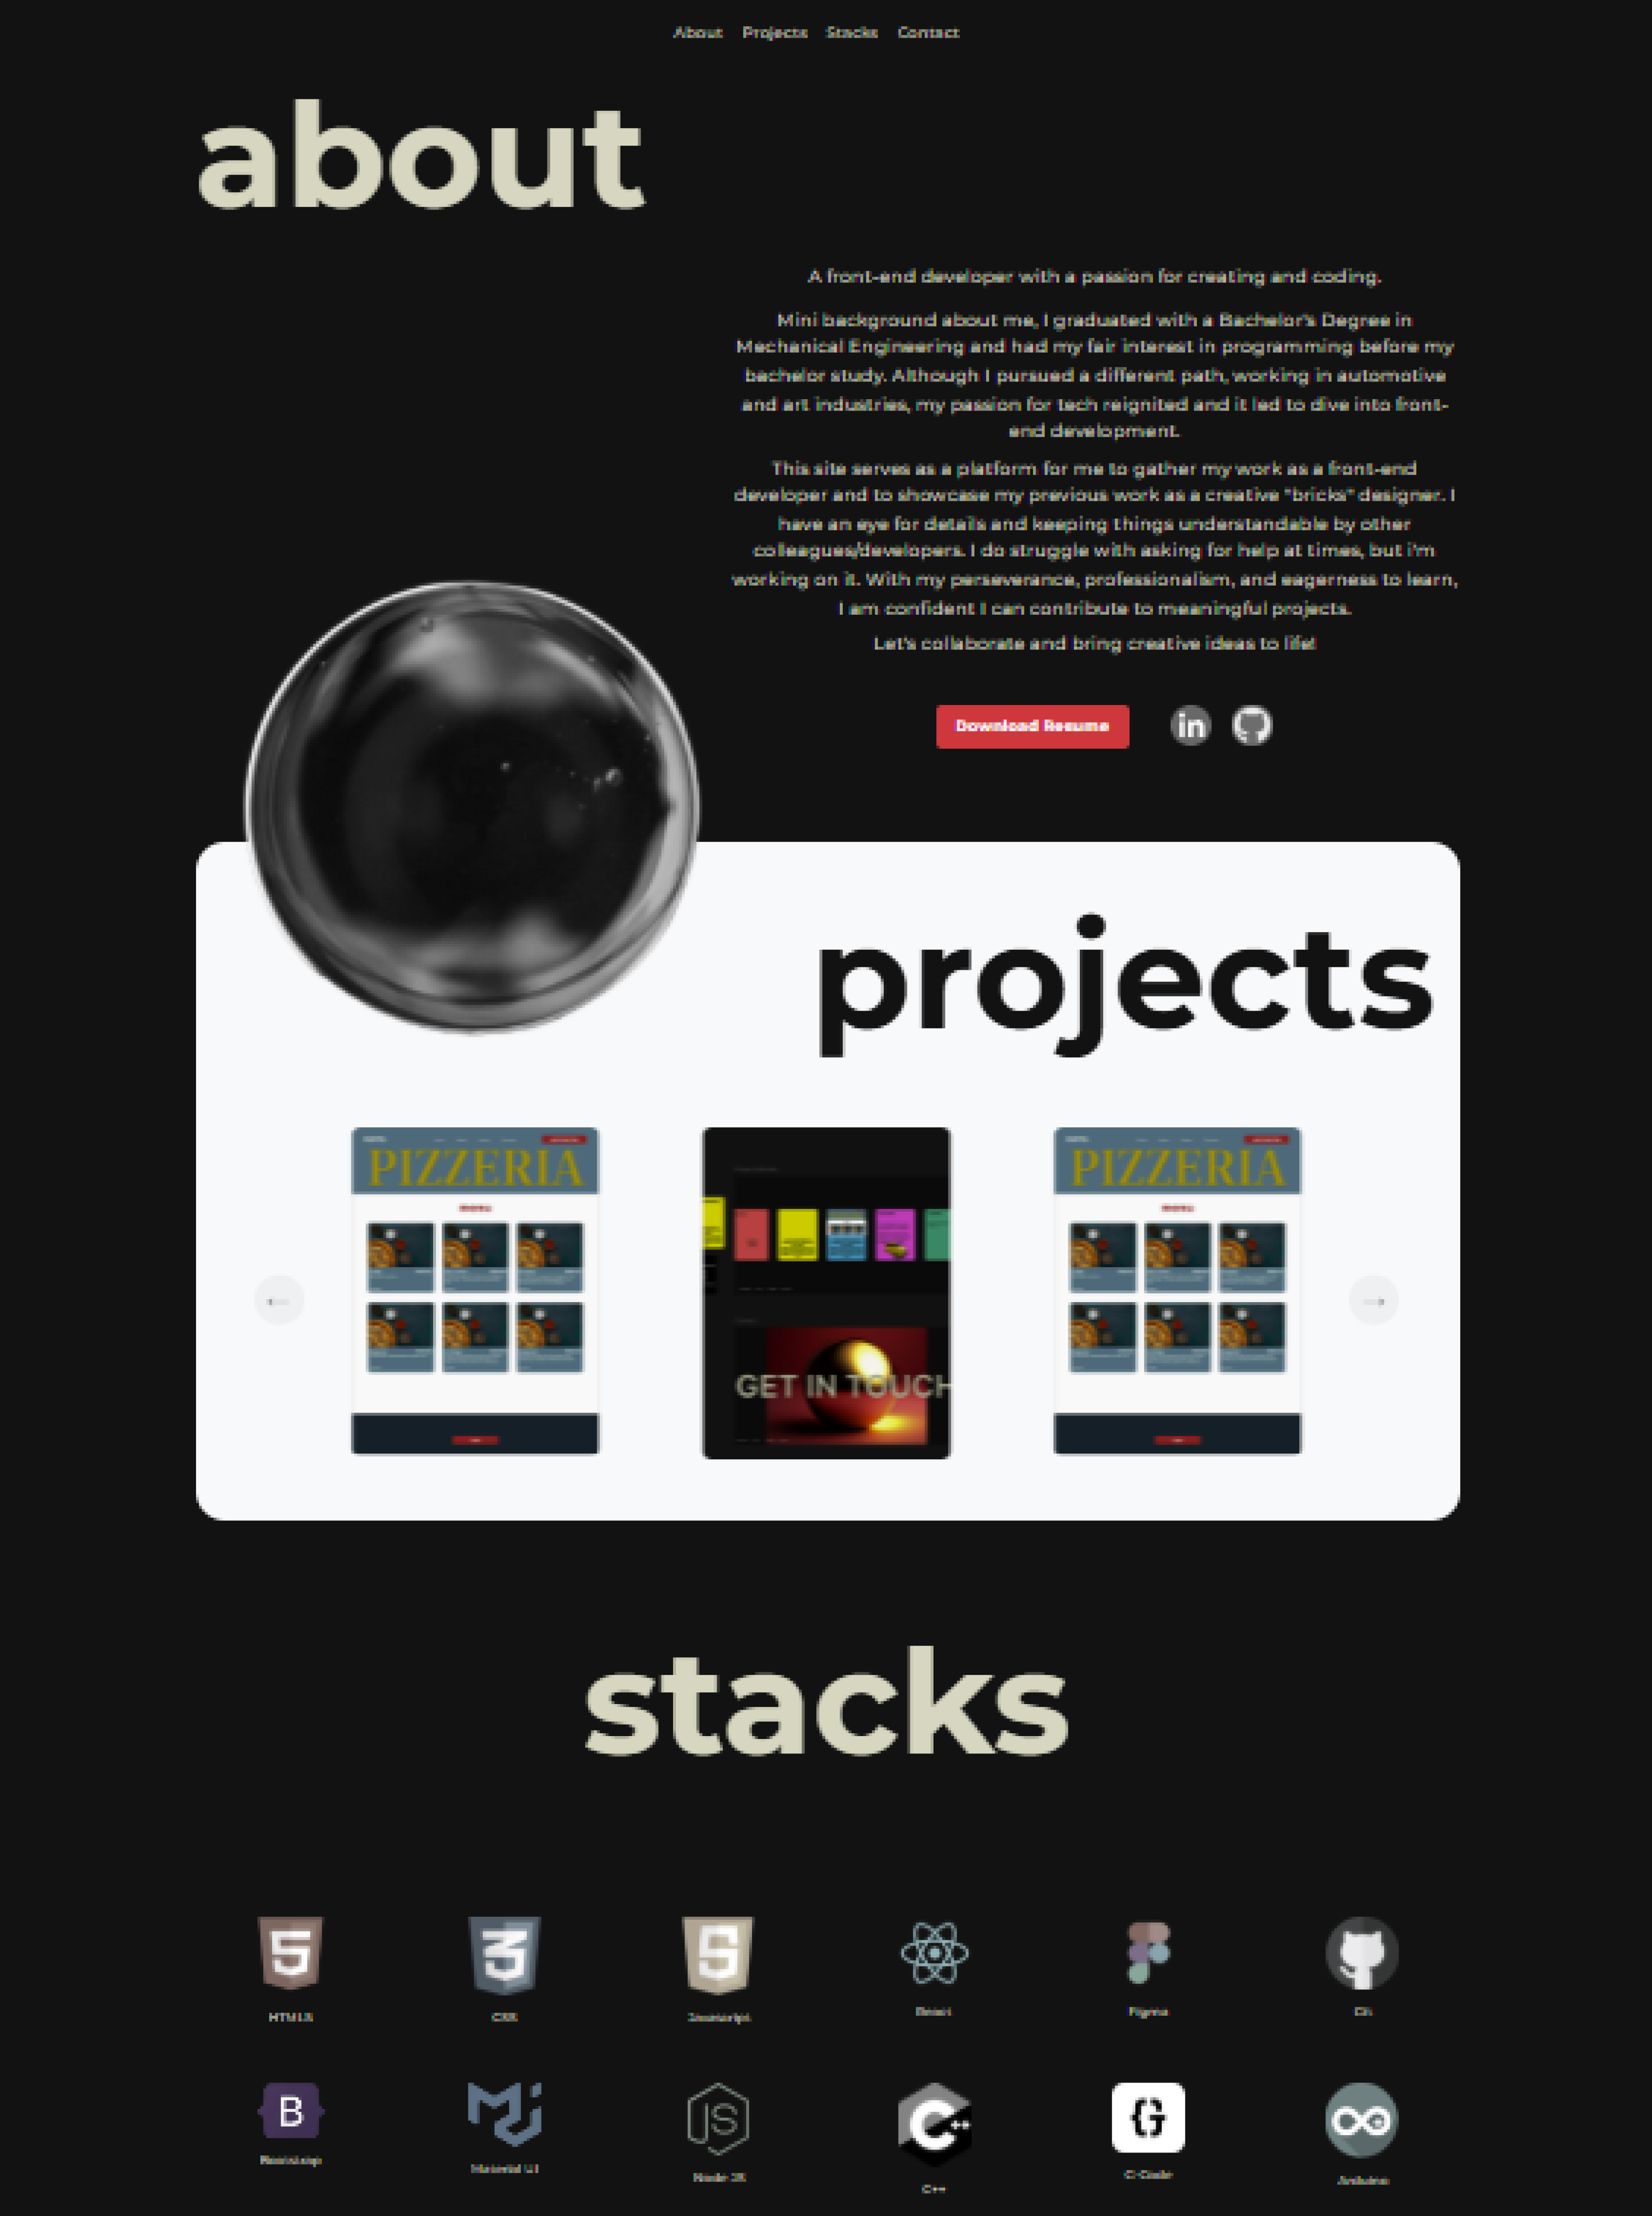 About Projects Stacks Contact
about
A front-end developer with a passion for creating and coding.
Mini background about me, I graduated with a Bachelor's Degree in
Mechanical Engineering and had my fair interest in programming before my
bachelor study. Although I pursued a different path, working in automotive
and art industries, my passion for tech reignited and it led to dive into front-
end development.
This site serves as a platform for me to gather my work as a front-end
developer and to showcase my previous work as a creative "bricks" designer. I
have an eye for details and keeping things understandable by other
colleagues/developers. I do struggle with asking for help at times, but i'm
working on it. With my perseverance, professionalism, and eagerness to learn,
I am confident I can contribute to meaningful projects.
Let's collaborate and bring creative ideas to life!
Download Resume in
projects
PIZZERIA PIZZERIA
MENU MENU
← →
GET IN TOUCH
stacks
5 3 S
HTML5 CSS Javascript React Figma Git
B JS C++ {G}
Bootstrap Material UI Node JS C++ G-Code Arduino